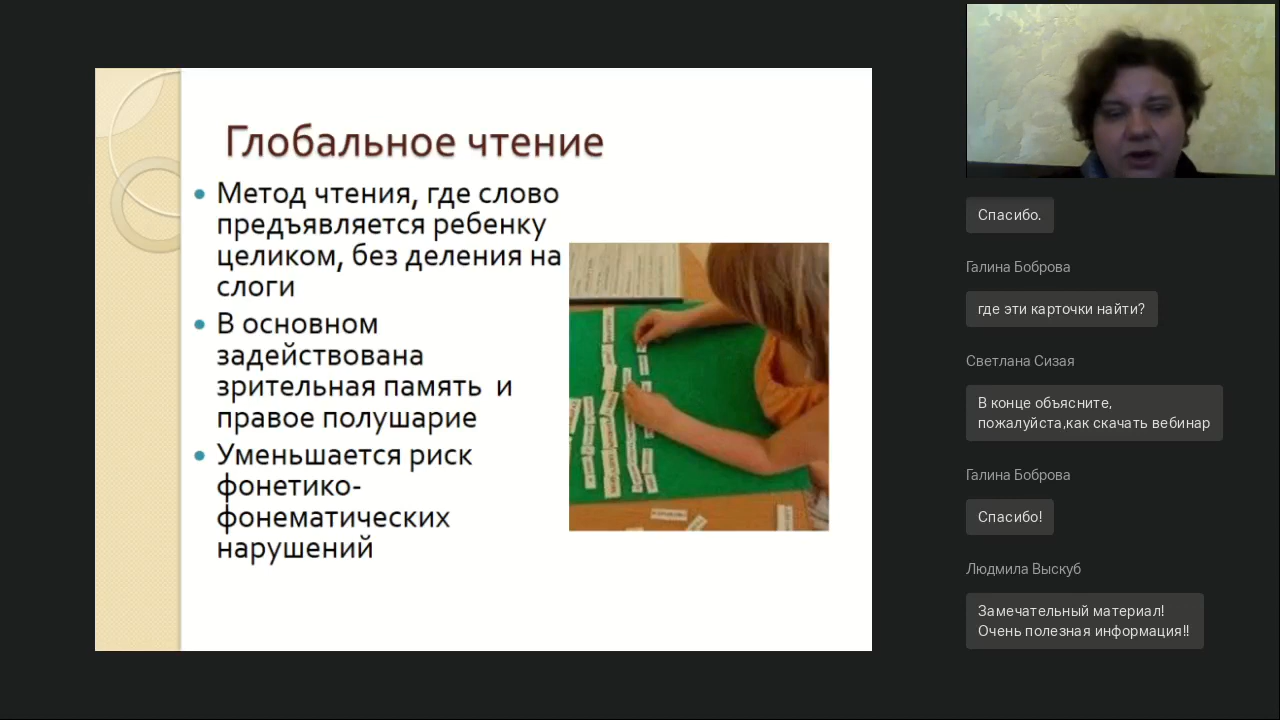 Глобальное чтение
Метод чтения, где слово
предъявляется ребенку
целиком, без деления на
слоги
В основном
задействована
зрительная память и
правое полушарие
Уменьшается риск
фонетико-
фонематических
нарушений
Спасибо.
Галина Боброва
где эти карточки найти?
Светлана Сизая
В конце объясните,
пожалуйста,как скачать вебинар
Галина Боброва
Спасибо!
Людмила Выскуб
Замечательный материал!
Очень полезная информация!!